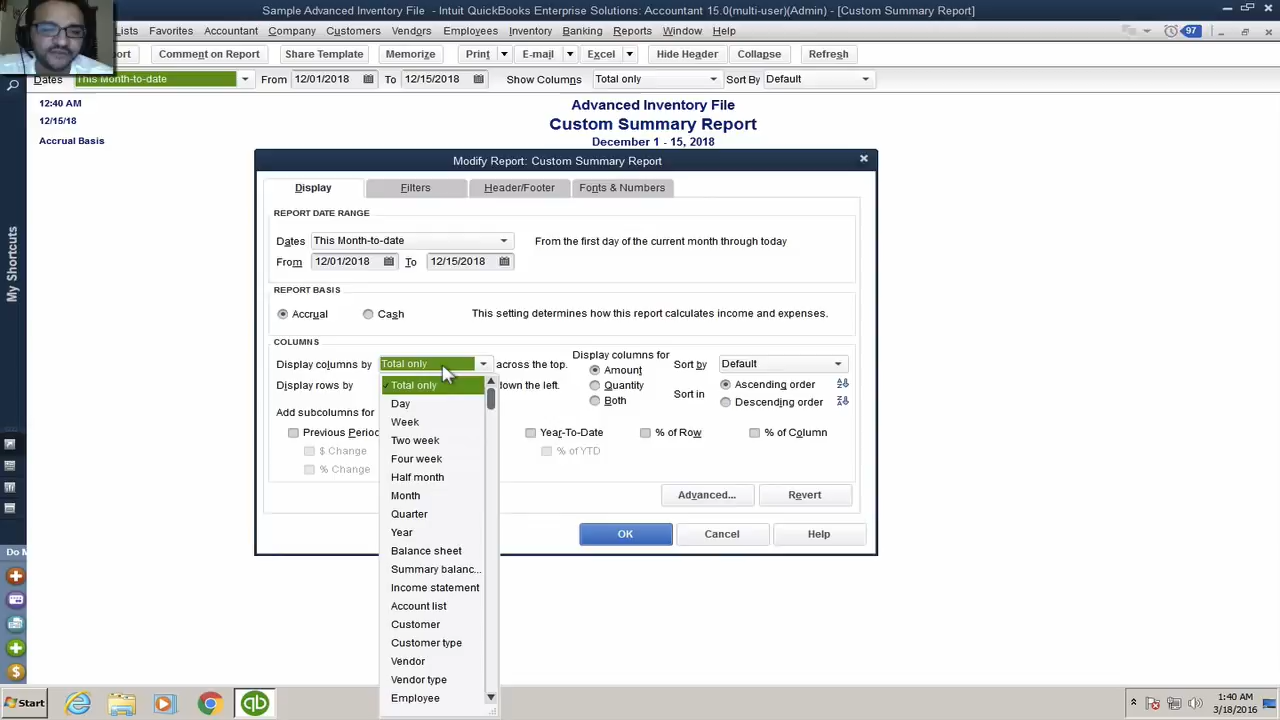 Sample Advanced Inventory File - Intuit QuickBooks Enterprise Solutions: Accountant 15.0(multi-user)(Admin) - [Custom Summary Report]
Lists Favorites Accountant Company Customers Vendors Employees Inventory Banking Reports Window Help 97
Comment on Report Share Template Memorize Print E-mail Excel Hide Header Collapse Refresh
Dates This Month-to-date From 12/01/2018 To 12/15/2018 Show Columns Total only Sort By Default
12:40 AM
12/15/18
Accrual Basis
Advanced Inventory File
Custom Summary Report
December 1 - 15, 2018
My Shortcuts
Do M
Modify Report: Custom Summary Report
Display Filters Header/Footer Fonts & Numbers
REPORT DATE RANGE
Dates This Month-to-date From the first day of the current month through today
From 12/01/2018 To 12/15/2018
REPORT BASIS
Accrual Cash This setting determines how this report calculates income and expenses.
COLUMNS
Display columns by Total only across the top. Display columns for Sort by Default
Amount
Display rows by down the left. Quantity Ascending order
Sort in
Both Descending order
Add subcolumns for
Previous Period Year-To-Date % of Row % of Column
$ Change % of YTD
% Change
Total only
Day
Week
Two week
Four week
Half month
Month
Quarter
Year
Balance sheet
Summary balanc...
Income statement
Account list
Customer
Customer type
Vendor
Vendor type
Employee
Advanced... Revert
OK Cancel Help
Start qb 1:40 AM
3/18/2016